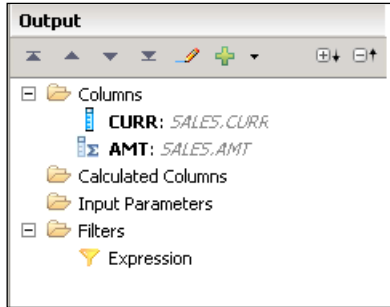 Output
Columns
CURR: SALES.CURR
AMT: SALES.AMT
Calculated Columns
Input Parameters
Filters
Expression